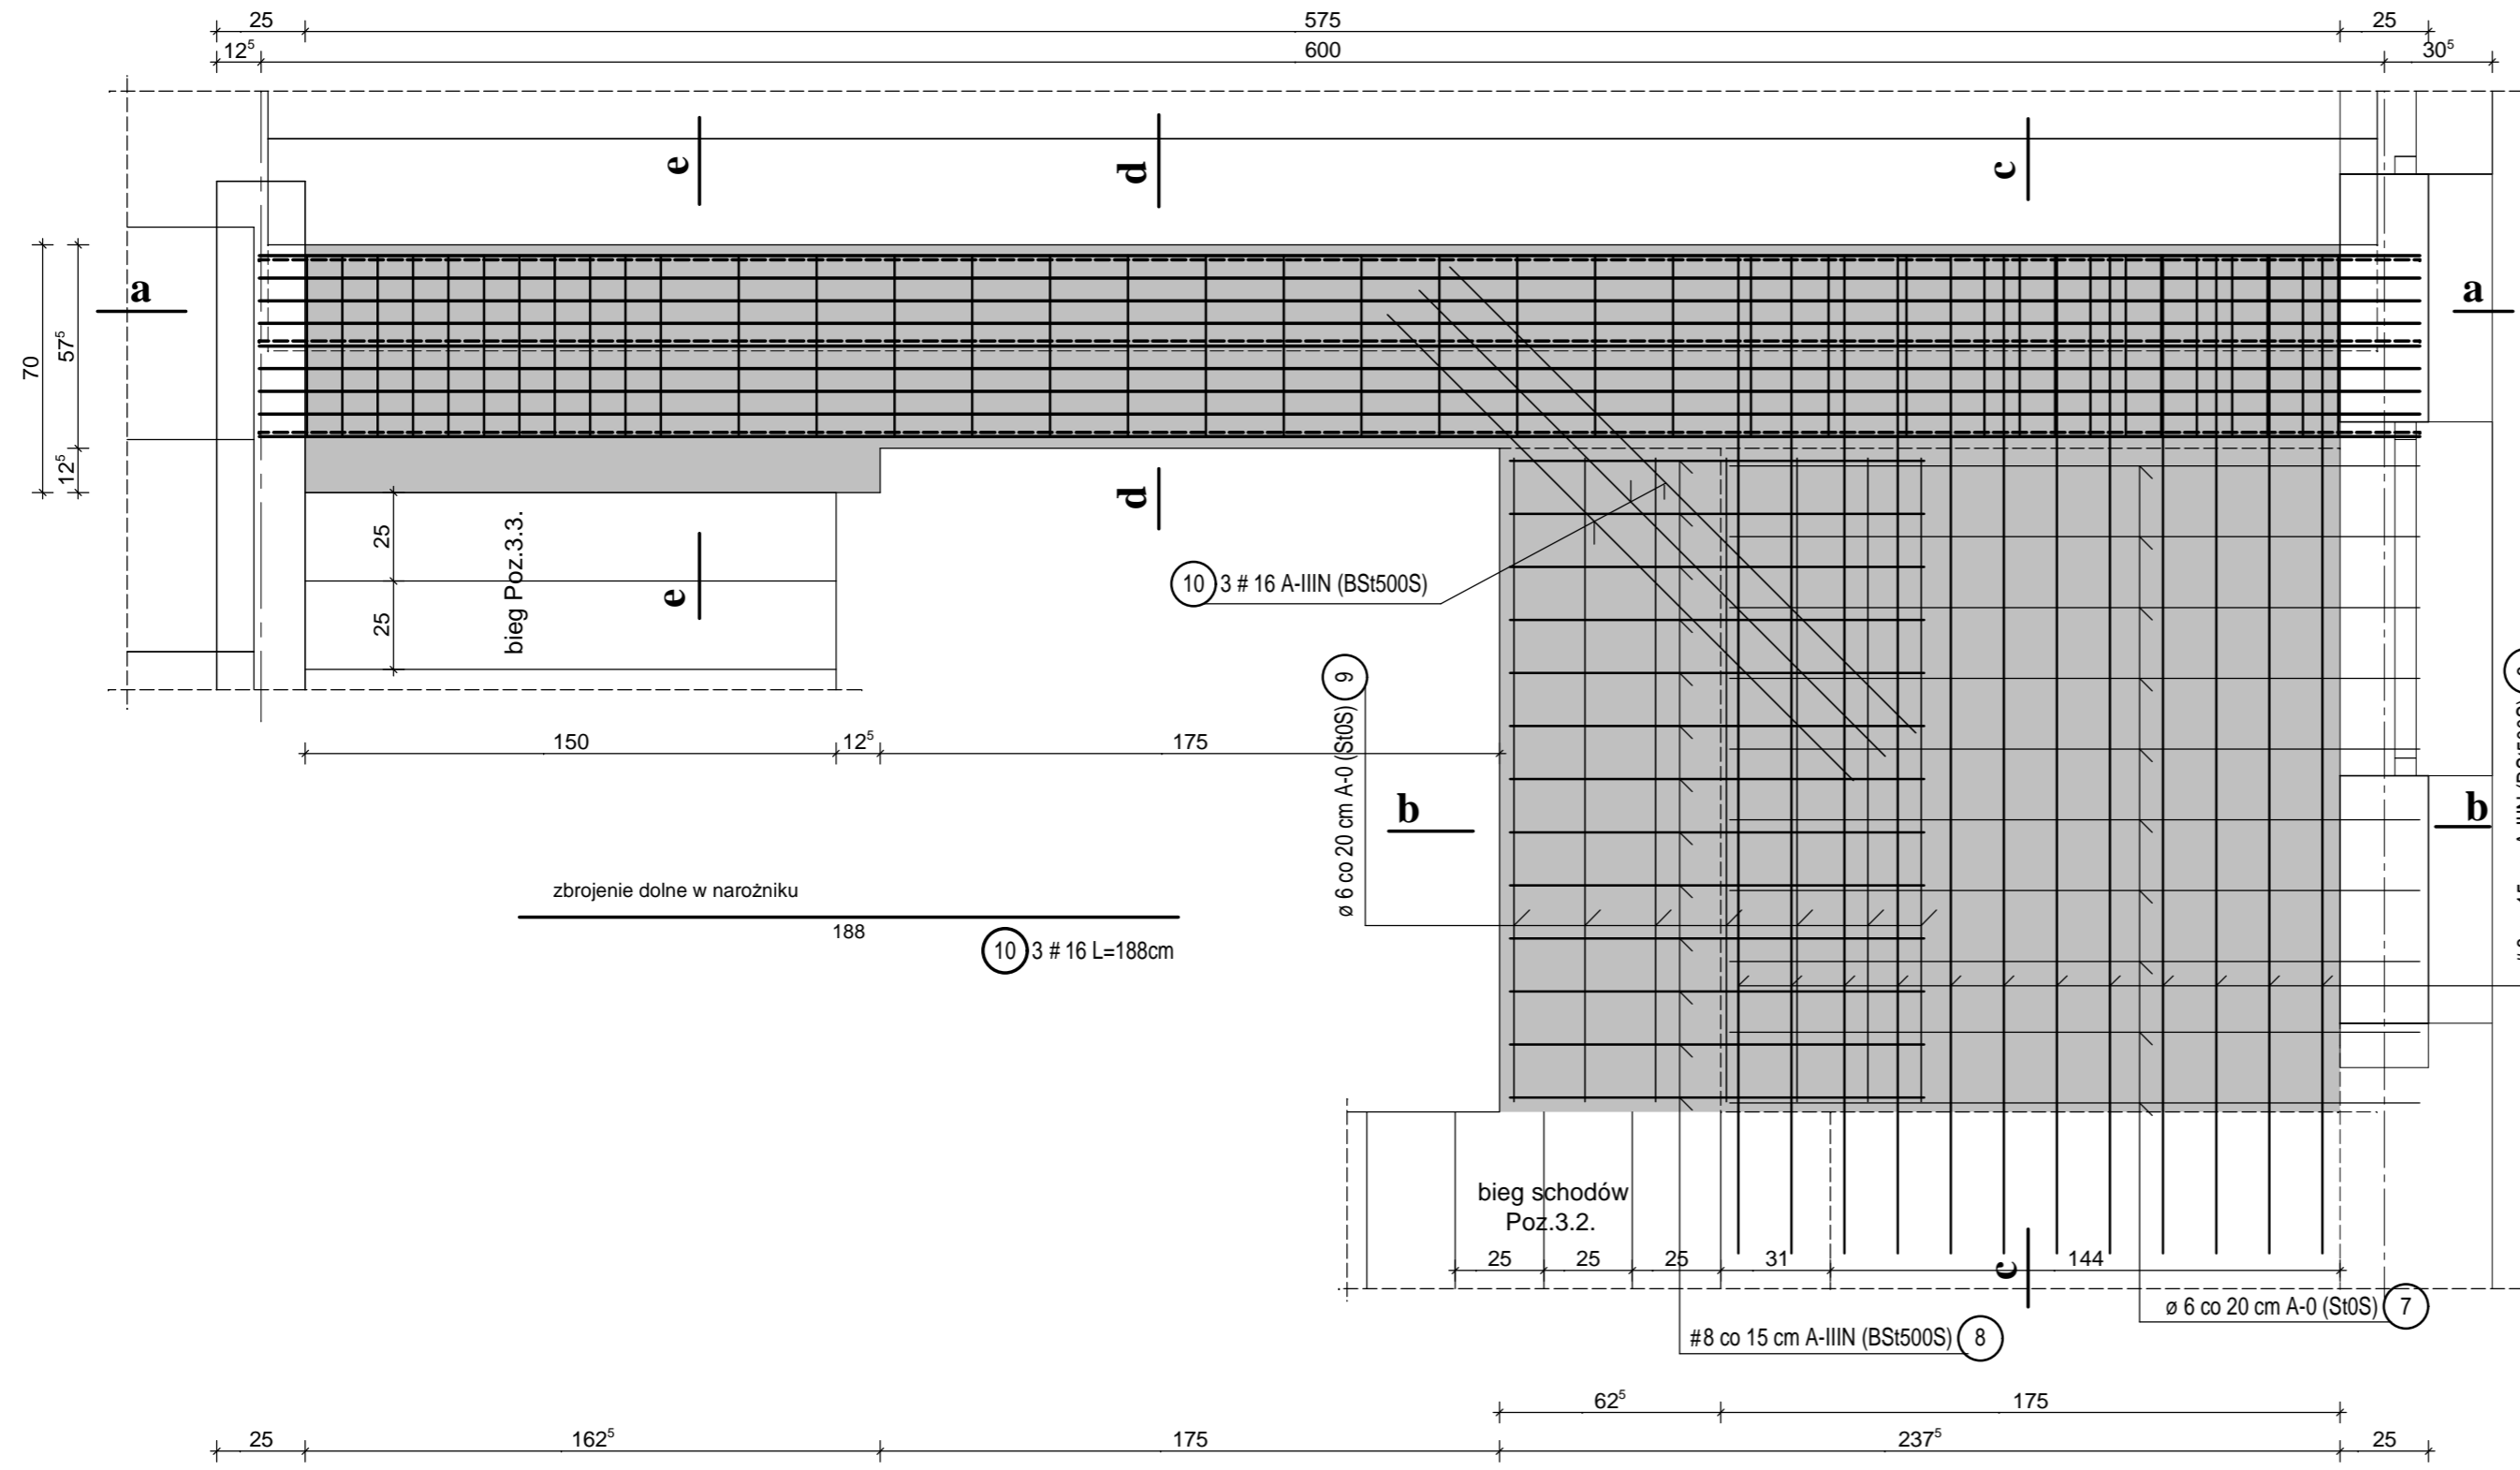 25 575 25
12⁵ 600 30⁵
e d c
a a
70 57⁵ 12⁵
d
e
25
25
bieg Poz.3.3.
10 3 # 16 A-IIIN (BSt500S)
9 ø 6 co 20 cm A-0 (St0S)
150 12⁵ 175
b b
zbrojenie dolne w narożniku
188
10 3 # 16 L=188cm
bieg schodów
Poz.3.2.
25 25 25 31 144
c
ø 6 co 20 cm A-0 (St0S) 7
#8 co 15 cm A-IIIN (BSt500S) 8
62⁵ 175
25 162⁵ 175 237⁵ 25